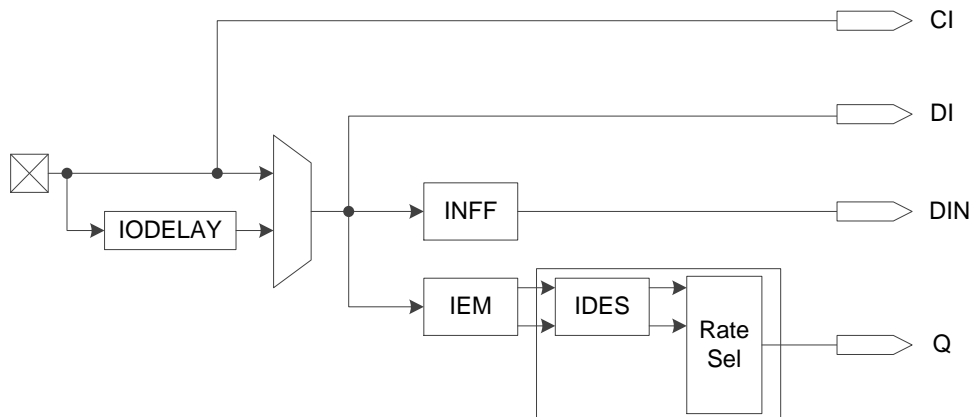 CI
DI
IODELAY
INFF
DIN
IEM
IDES
Rate
Sel
Q